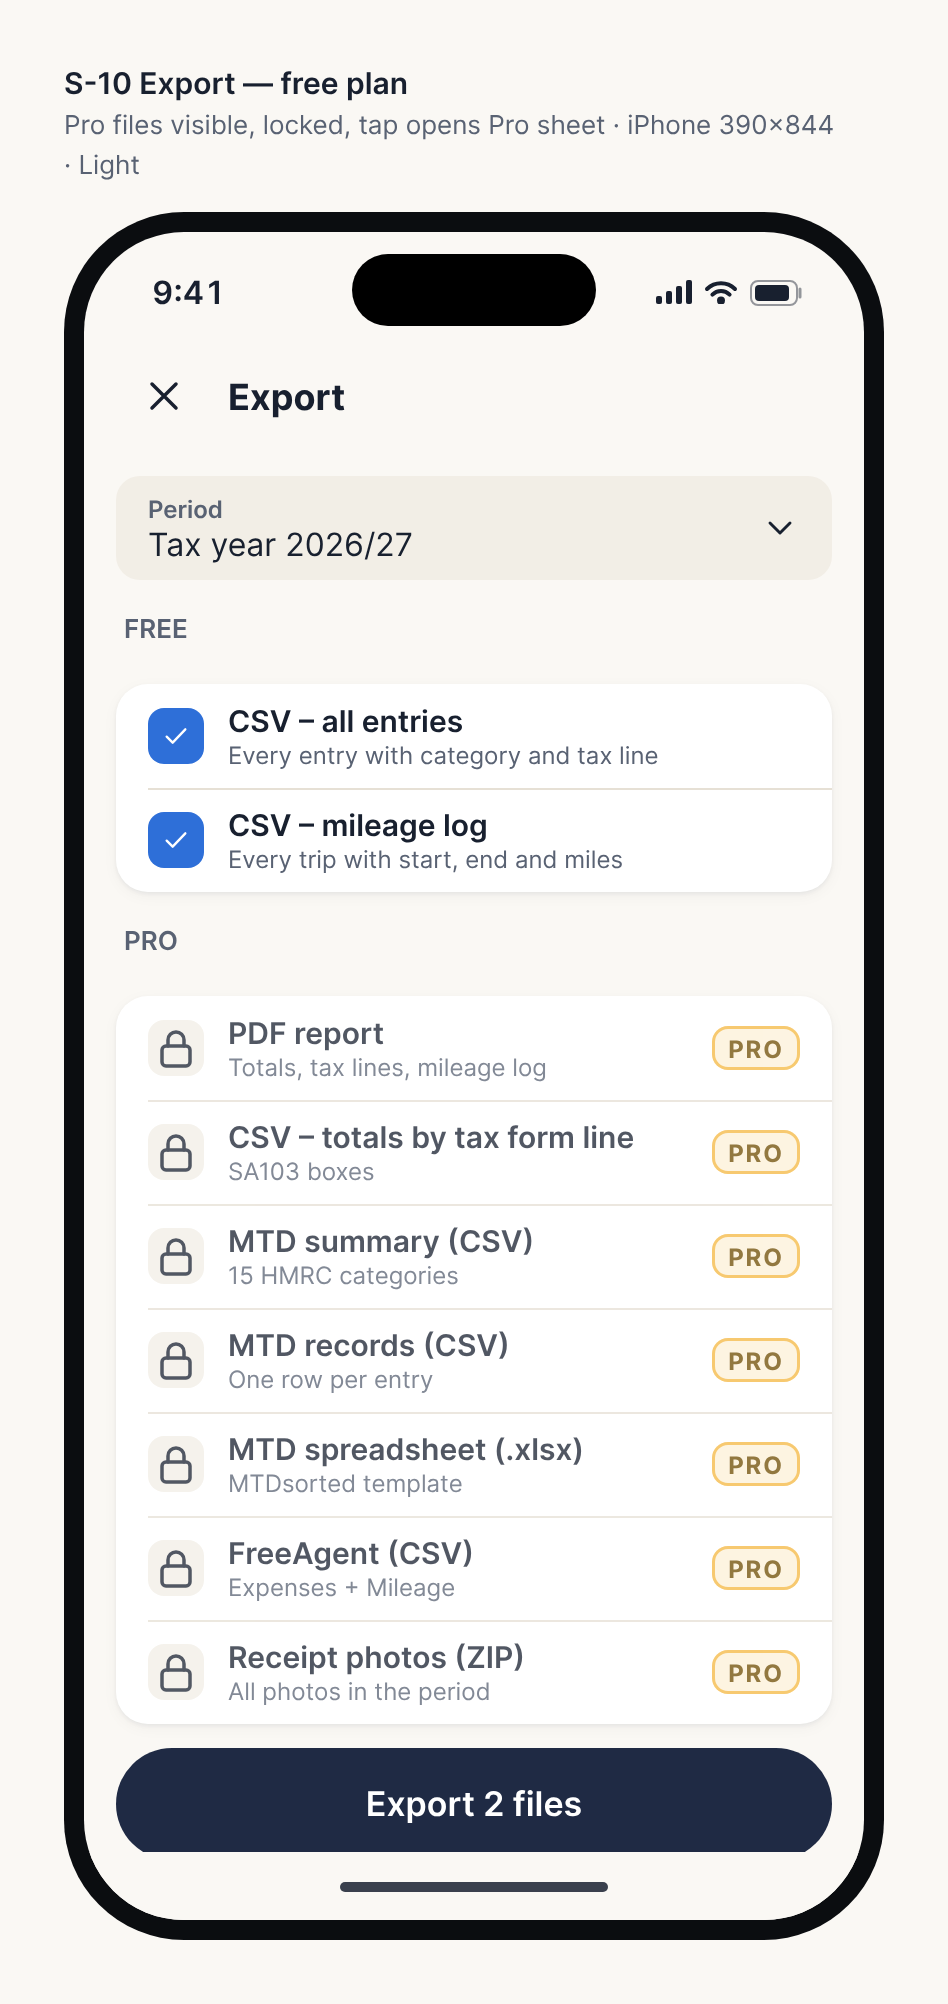 S-10 Export — free plan
Pro files visible, locked, tap opens Pro sheet · iPhone 390×844
· Light
9:41
Export
Period
Tax year 2026/27
FREE
CSV – all entries
Every entry with category and tax line
CSV – mileage log
Every trip with start, end and miles
PRO
PDF report
Totals, tax lines, mileage log
PRO
CSV – totals by tax form line
SA103 boxes
PRO
MTD summary (CSV)
15 HMRC categories
PRO
MTD records (CSV)
One row per entry
PRO
MTD spreadsheet (.xlsx)
MTDsorted template
PRO
FreeAgent (CSV)
Expenses + Mileage
PRO
Receipt photos (ZIP)
All photos in the period
PRO
Export 2 files